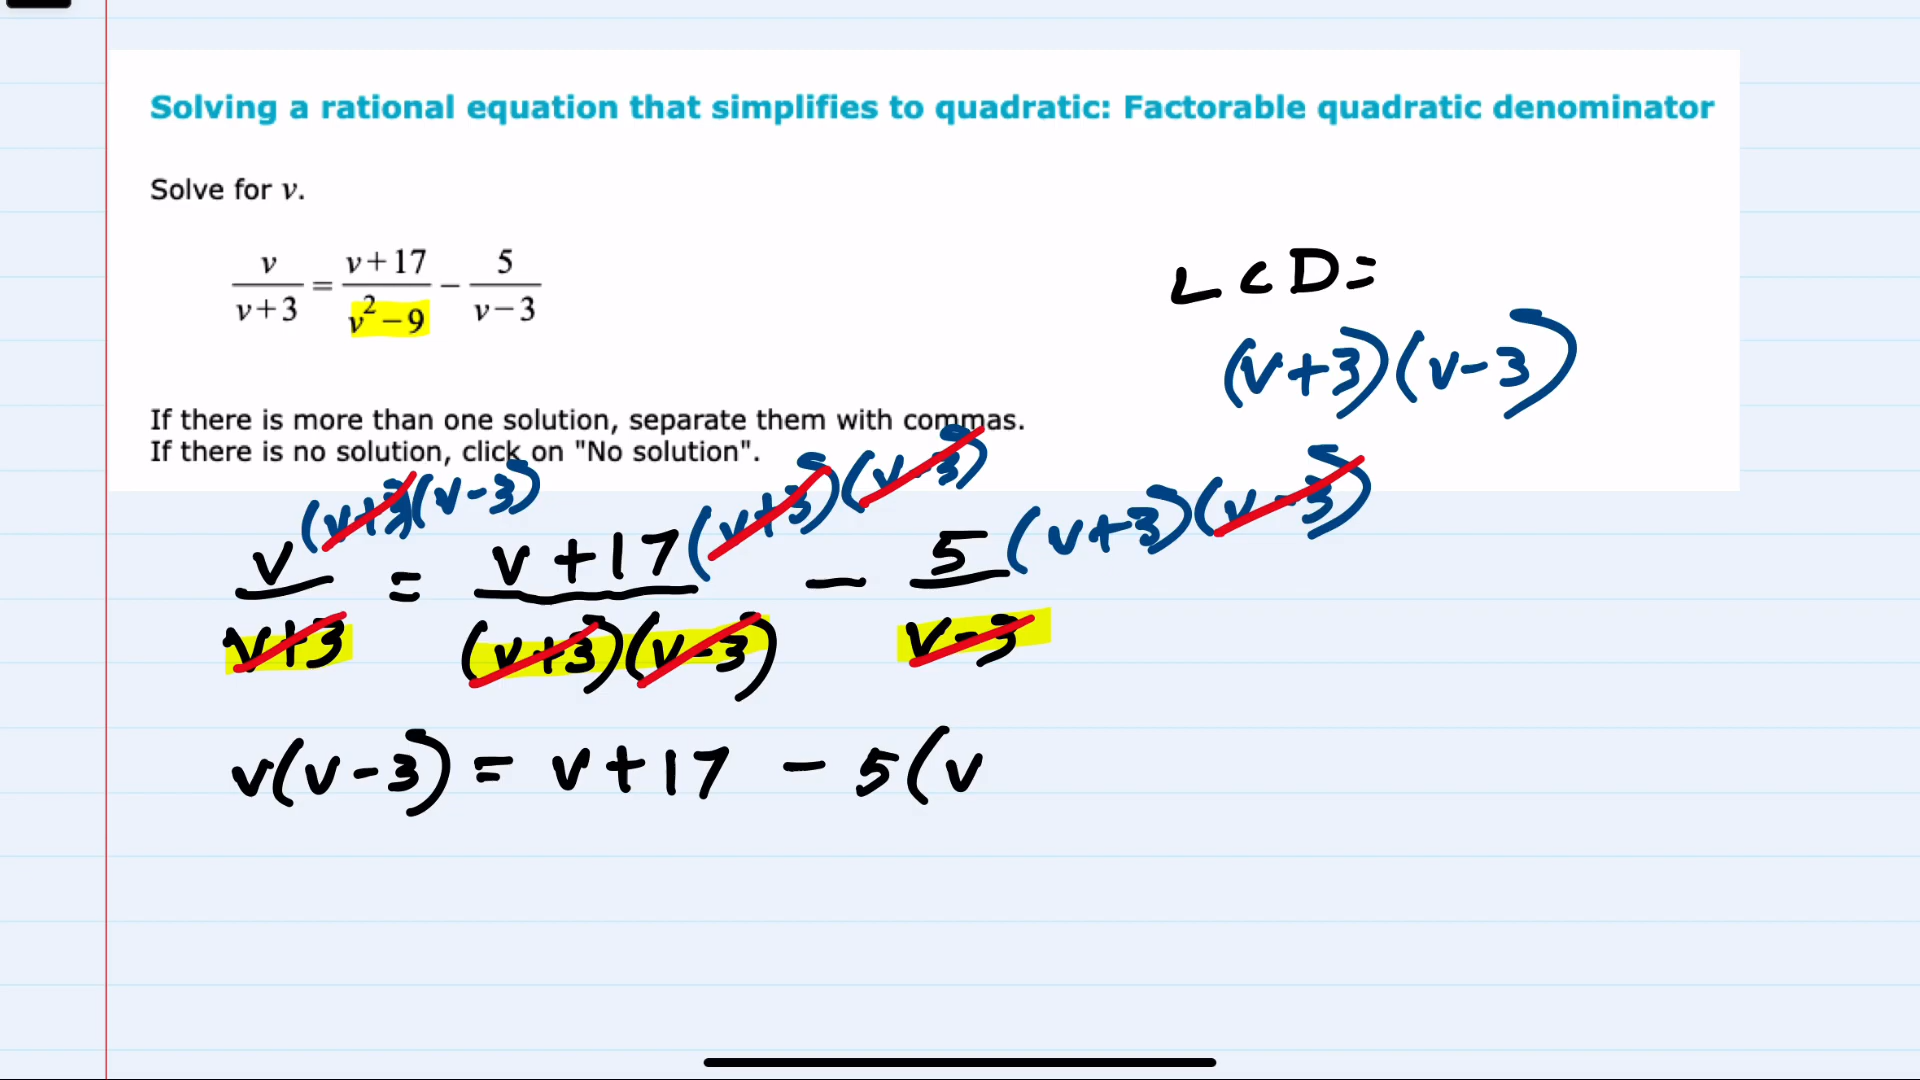 Solving a rational equation that simplifies to quadratic: Factorable quadratic denominator
Solve for v.
v/(v+3) = (v+17)/(v²−9) − 5/(v−3)
LCD=
(v+3)(v-3)
If there is more than one solution, separate them with commas.
If there is no solution, click on "No solution".
v(v+3)(v-3)/(v+3) = v+17(v+3)(v-3)/((v+3)(v-3)) − 5(v+3)(v-3)/(v-3)
v(v-3) = v+17 − 5(v